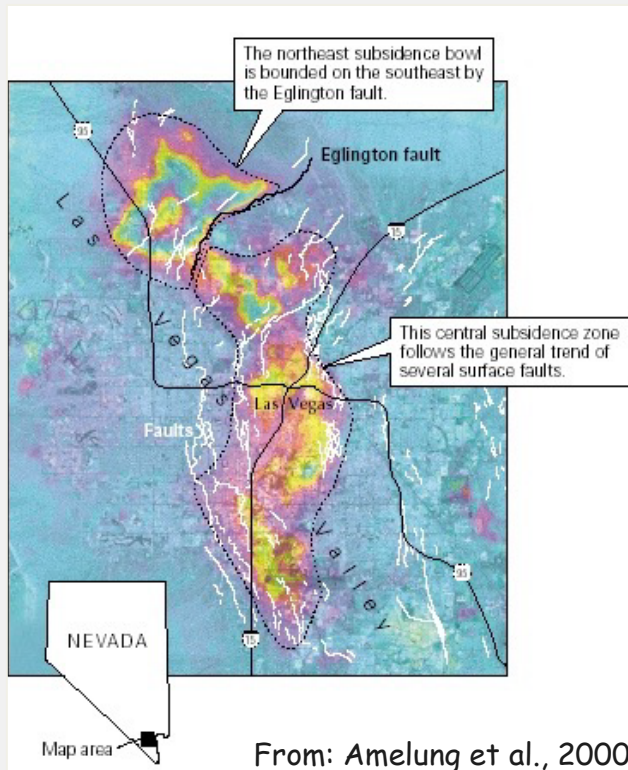 The northeast subsidence bowl
is bounded on the southeast by
the Eglington fault.
95
Eglington fault
Las
Vegas
Valley
15
This central subsidence zone
follows the general trend of
several surface faults.
Las Vegas
Faults
95
15
NEVADA
Map area
From: Amelung et al., 2000